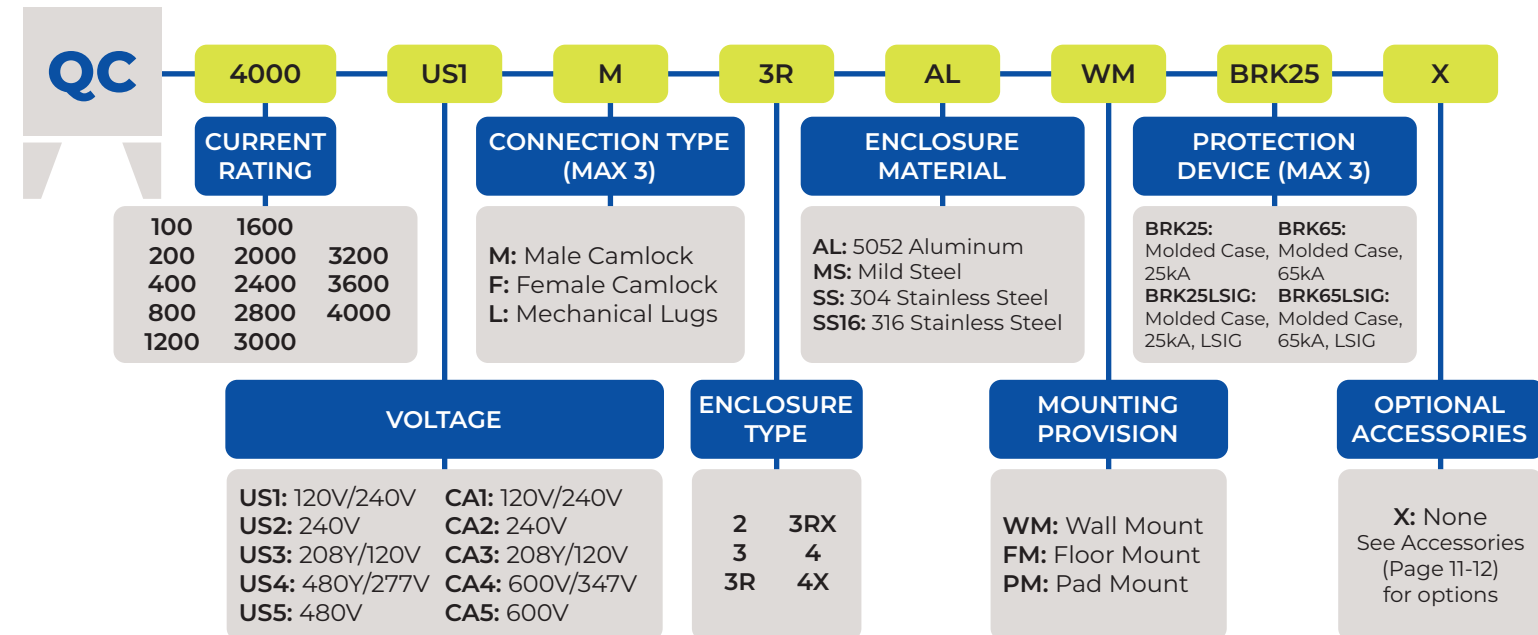 QC 4000 US1 M 3R AL WM BRK25 X
CURRENT
RATING
100 1600
200 2000 3200
400 2400 3600
800 2800 4000
1200 3000
CONNECTION TYPE
(MAX 3)
M: Male Camlock
F: Female Camlock
L: Mechanical Lugs
ENCLOSURE
MATERIAL
AL: 5052 Aluminum
MS: Mild Steel
SS: 304 Stainless Steel
SS16: 316 Stainless Steel
PROTECTION
DEVICE (MAX 3)
BRK25: BRK65:
Molded Case, Molded Case,
25kA 65kA
BRK25LSIG: BRK65LSIG:
Molded Case, Molded Case,
25kA, LSIG 65kA, LSIG
VOLTAGE
US1: 120V/240V CA1: 120V/240V
US2: 240V CA2: 240V
US3: 208Y/120V CA3: 208Y/120V
US4: 480Y/277V CA4: 600V/347V
US5: 480V CA5: 600V
ENCLOSURE
TYPE
2 3RX
3 4
3R 4X
MOUNTING
PROVISION
WM: Wall Mount
FM: Floor Mount
PM: Pad Mount
OPTIONAL
ACCESSORIES
X: None
See Accessories
(Page 11-12)
for options